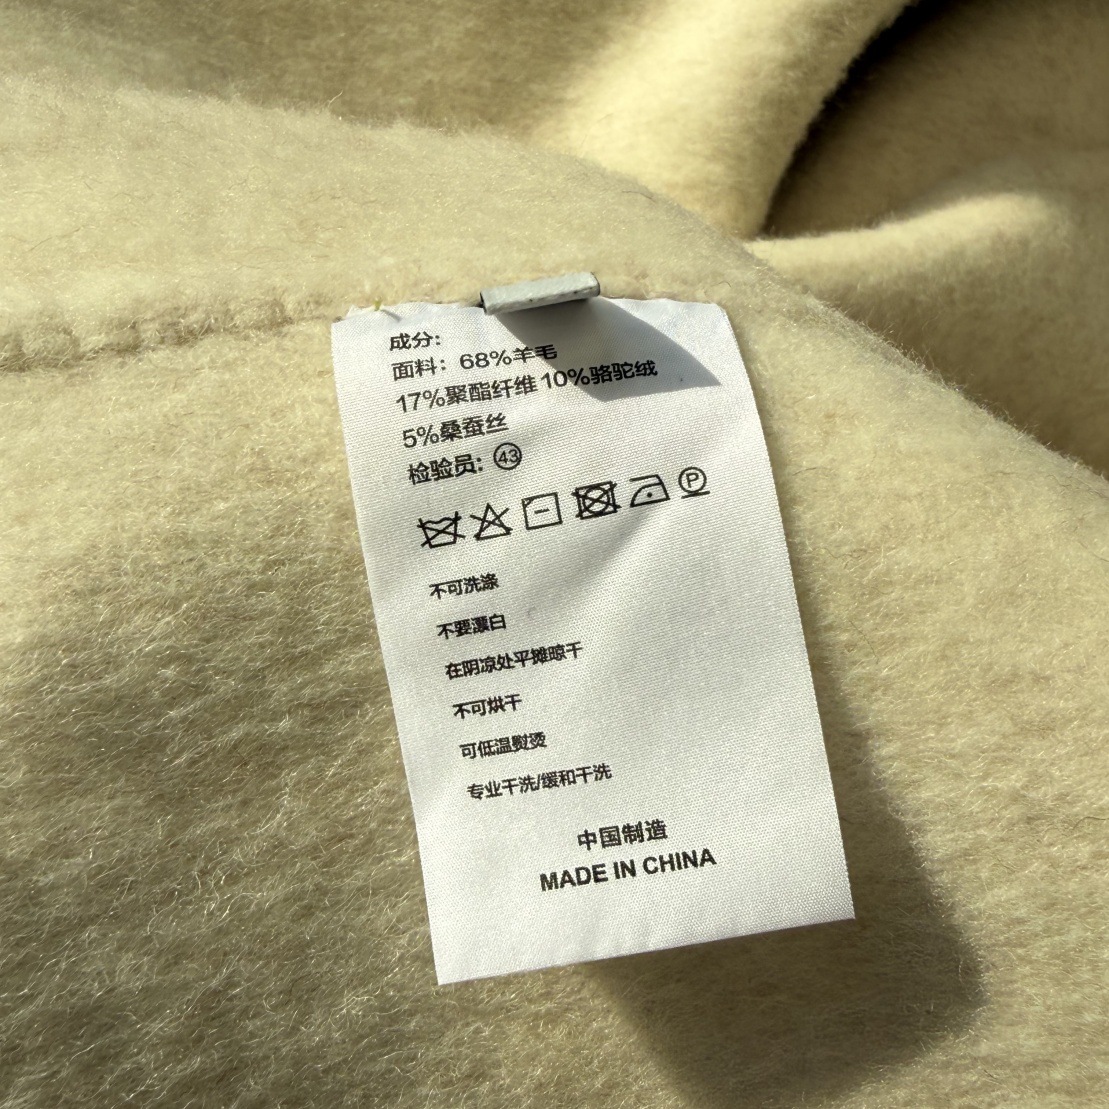 成分:
面料: 68%羊毛
17%聚酯纤维 10%骆驼绒
5%桑蚕丝
检验员: 43
P
不可洗涤
不要漂白
在阴凉处平摊晾干
不可烘干
可低温熨烫
专业干洗/缓和干洗
中国制造
MADE IN CHINA